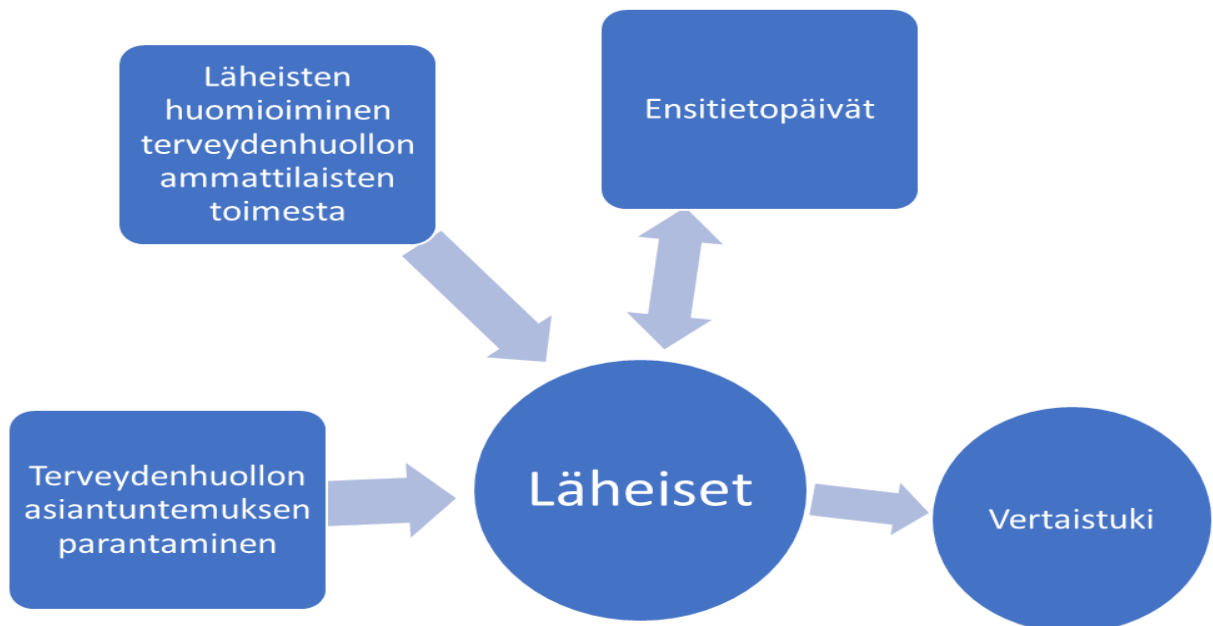 Läheisten
huomioiminen
terveydenhuollon
ammattilaisten
toimesta
Ensitietopäivät
Terveydenhuollon
asiantuntemuksen
parantaminen
Läheiset
Vertaistuki